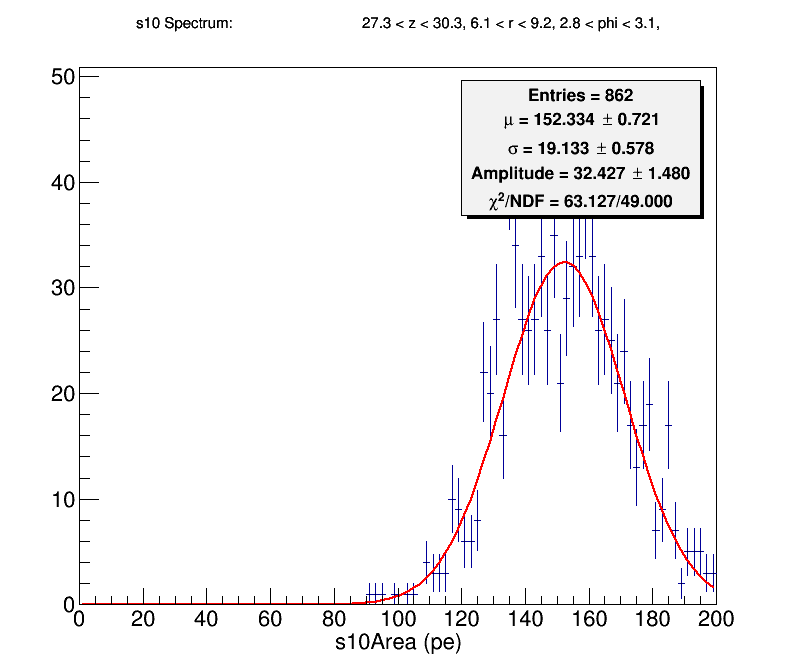 s10 Spectrum: 27.3 < z < 30.3, 6.1 < r < 9.2, 2.8 < phi < 3.1,
50
Entries = 862
μ = 152.334 ± 0.721
σ = 19.133 ± 0.578
Amplitude = 32.427 ± 1.480
χ²/NDF = 63.127/49.000
40
30
20
10
0
0 20 40 60 80 100 120 140 160 180 200
s10Area (pe)